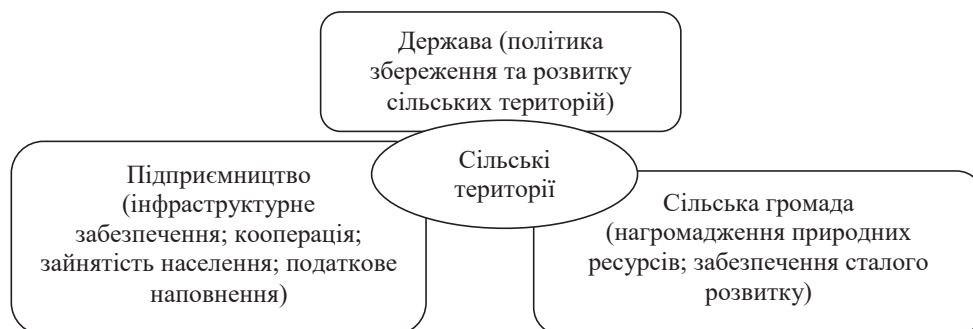 Держава (політика
збереження та розвитку
сільських територій)
Сільські
території
Підприємництво
(інфраструктурне
забезпечення; кооперація;
зайнятість населення; податкове
наповнення)
Сільська громада
(нагромадження природних
ресурсів; забезпечення сталого
розвитку)